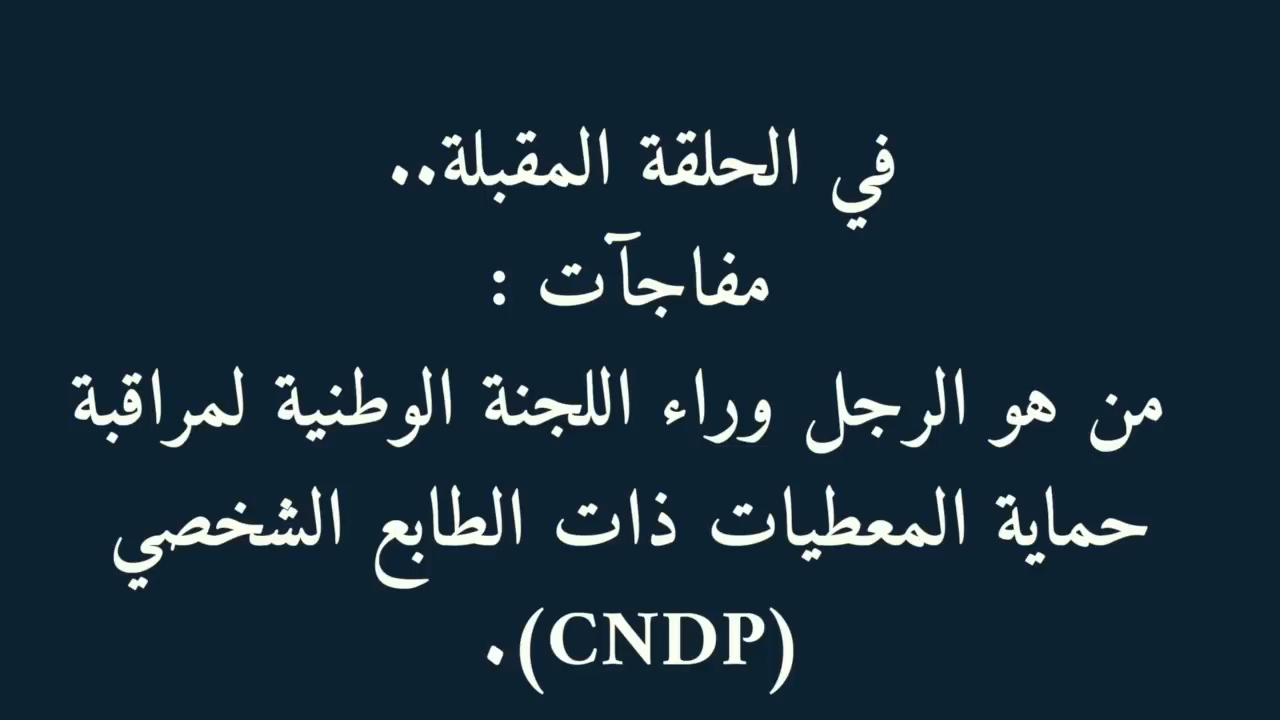 في الحلقة المقبلة..
مفاجآت :
من هو الرجل وراء اللجنة الوطنية لمراقبة
حماية المعطيات ذات الطابع الشخصي
(CNDP).